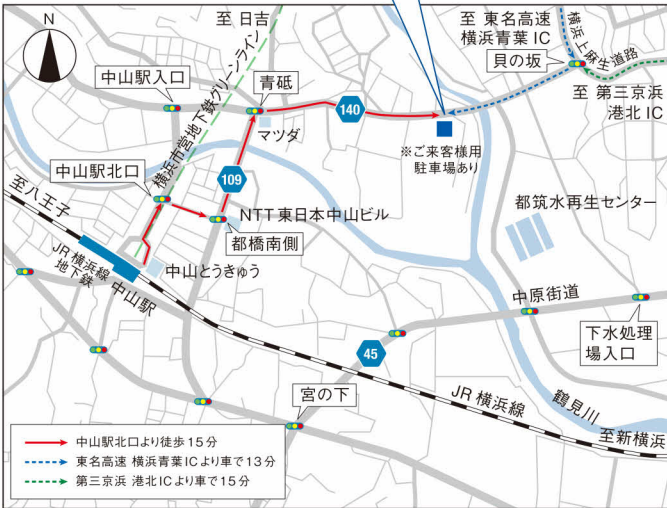 N
至 日吉
至 東名高速
横浜青葉 IC
横浜上麻生道路
貝の坂
至 第三京浜
港北 IC
中山駅入口
青砥
140
マツダ
※ご来客様用
駐車場あり
横浜市営地下鉄グリーンライン
中山駅北口
109
NTT東日本中山ビル
都橋南側
都筑水再生センター
至八王子
JR横浜線
地下鉄
中山駅
中山とうきゅう
中原街道
下水処理
場入口
45
宮の下
JR横浜線
鶴見川
至新横浜
中山駅北口より徒歩15分
東名高速 横浜青葉ICより車で13分
第三京浜 港北ICより車で15分